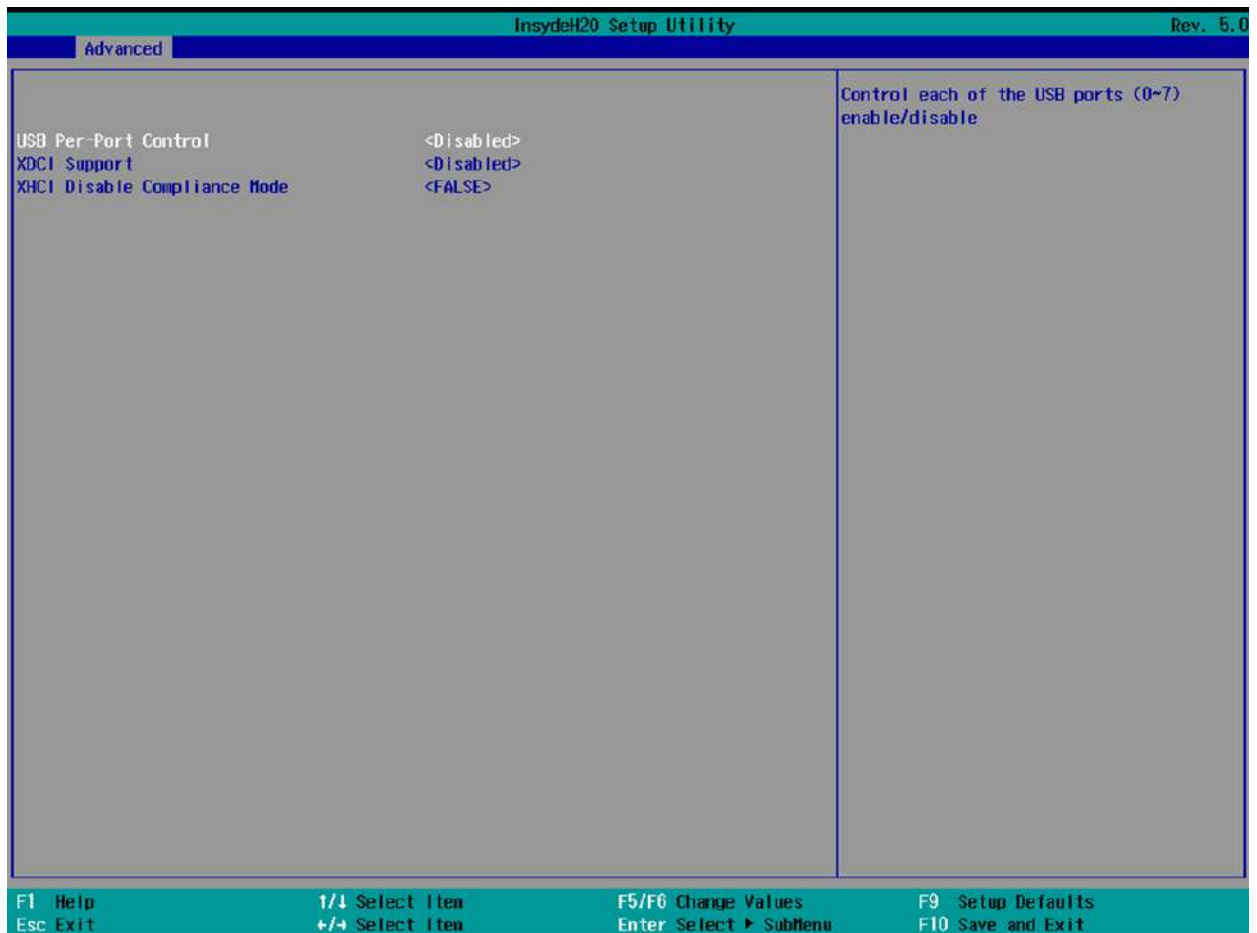 InsydeH20 Setup Utility Rev. 5.0
Advanced
Control each of the USB ports (0~7)
enable/disable
USB Per-Port Control <Disabled>
XDCI Support <Disabled>
XHCI Disable Compliance Mode <FALSE>
F1 Help ↑/↓ Select Item F5/F6 Change Values F9 Setup Defaults
Esc Exit ←/→ Select Item Enter Select ▶ SubMenu F10 Save and Exit